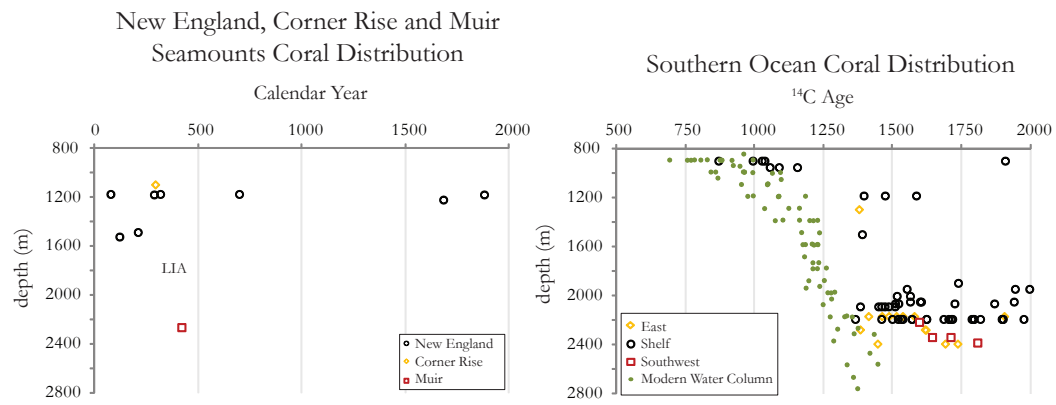 New England, Corner Rise and Muir
Seamounts Coral Distribution
Calendar Year
0 500 1000 1500 2000
800
1200
1600
2000
2400
2800
depth (m)
LIA
New England
Corner Rise
Muir
Southern Ocean Coral Distribution
14C Age
500 750 1000 1250 1500 1750 2000
800
1200
1600
2000
2400
2800
depth (m)
East
Shelf
Southwest
Modern Water Column